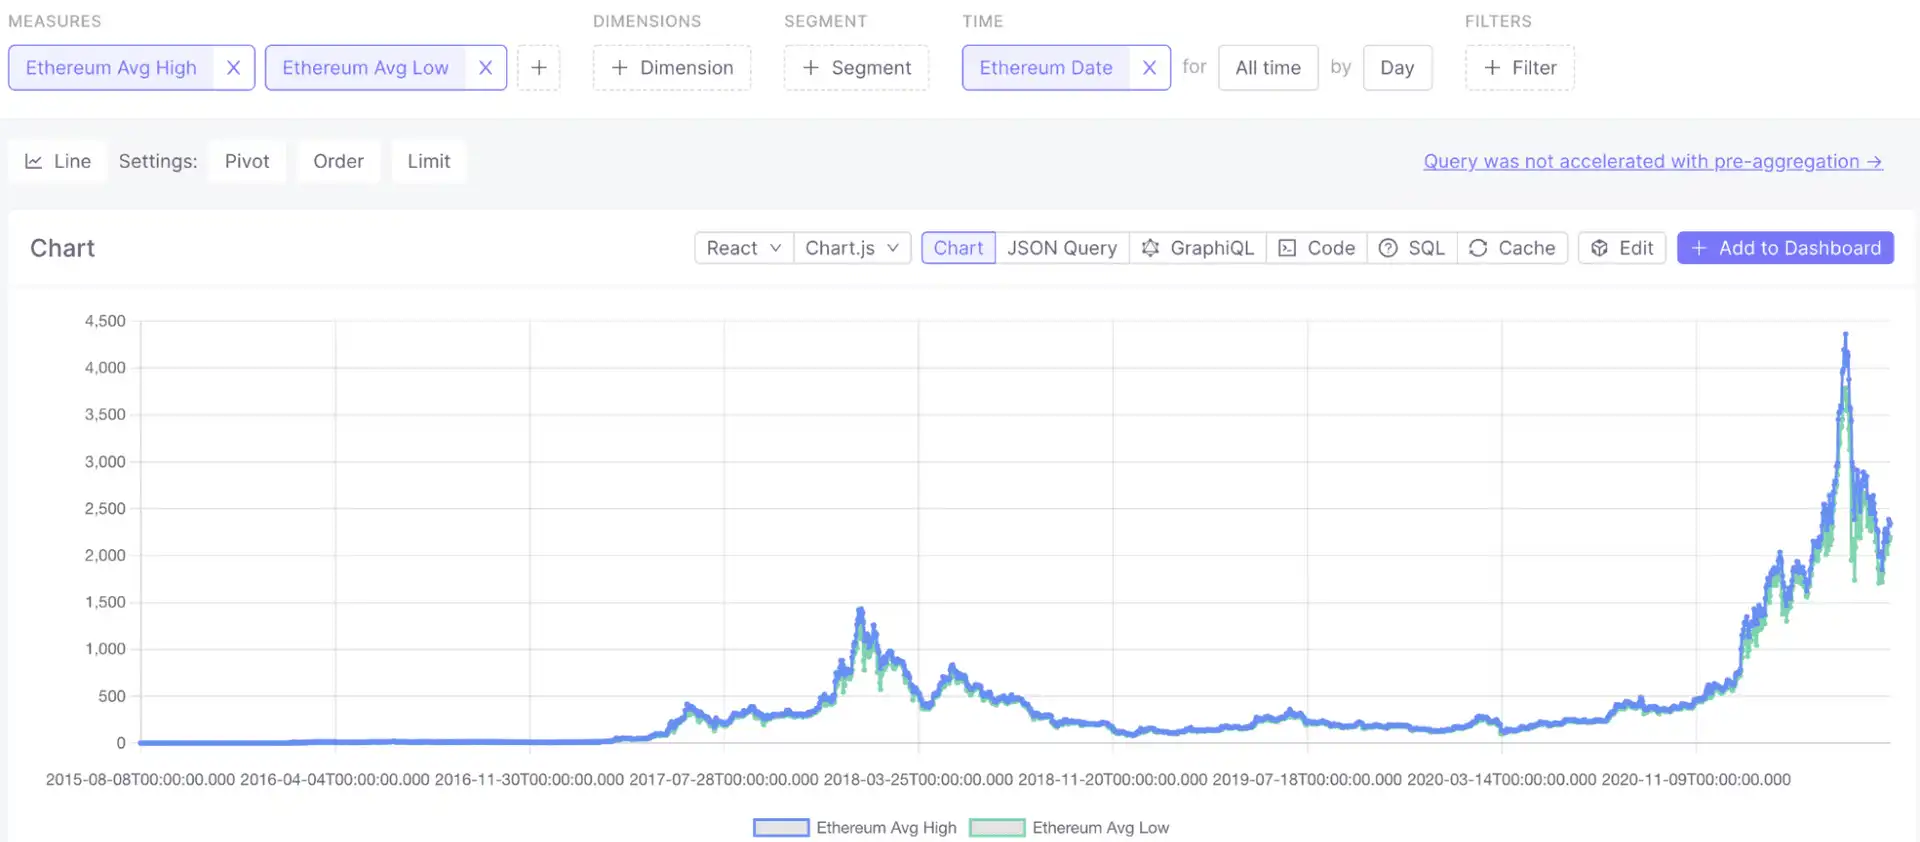 MEASURES
DIMENSIONS
SEGMENT
TIME
FILTERS
Ethereum Avg High X
Ethereum Avg Low X
+
+ Dimension
+ Segment
Ethereum Date X
for
All time
by
Day
+ Filter
Line
Settings:
Pivot
Order
Limit
Query was not accelerated with pre-aggregation →
Chart
React
Chart.js
Chart
JSON Query
GraphiQL
Code
SQL
Cache
Edit
+ Add to Dashboard
4,500
4,000
3,500
3,000
2,500
2,000
1,500
1,000
500
0
2015-08-08T00:00:00.000 2016-04-04T00:00:00.000 2016-11-30T00:00:00.000 2017-07-28T00:00:00.000 2018-03-25T00:00:00.000 2018-11-20T00:00:00.000 2019-07-18T00:00:00.000 2020-03-14T00:00:00.000 2020-11-09T00:00:00.000
Ethereum Avg High
Ethereum Avg Low